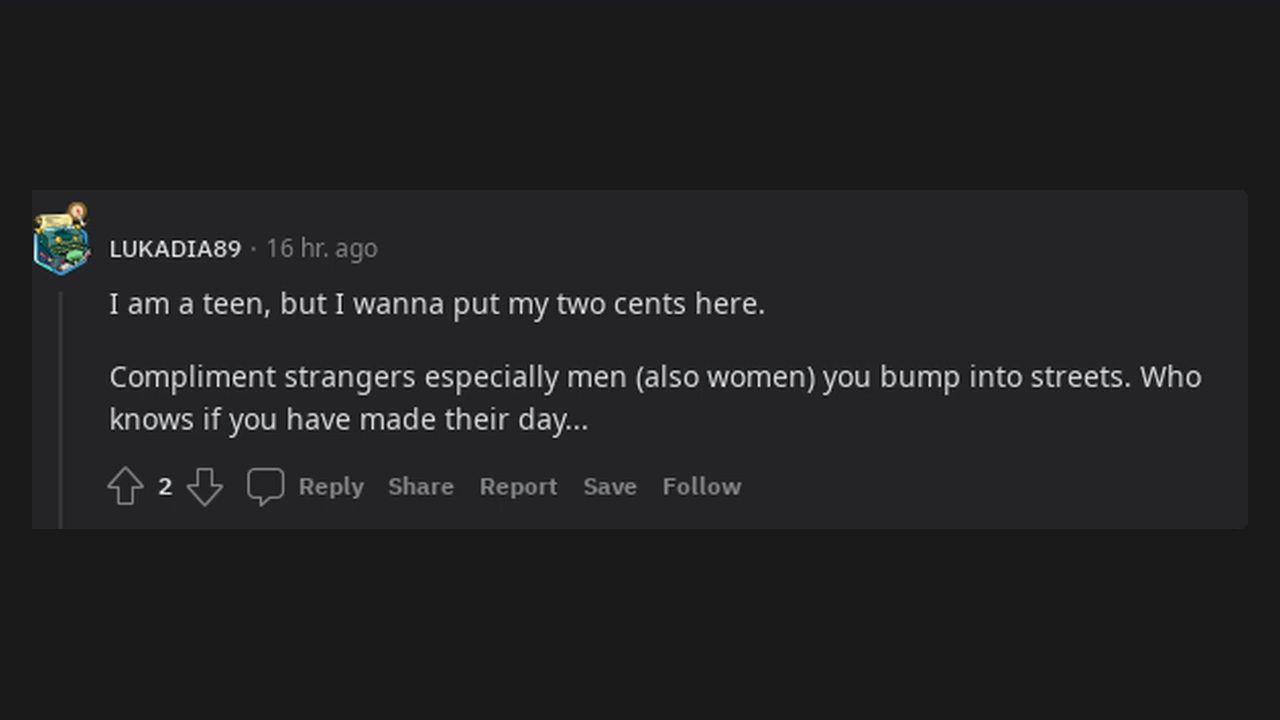 LUKADIA89 · 16 hr. ago
I am a teen, but I wanna put my two cents here.
Compliment strangers especially men (also women) you bump into streets. Who
knows if you have made their day...
2 Reply Share Report Save Follow